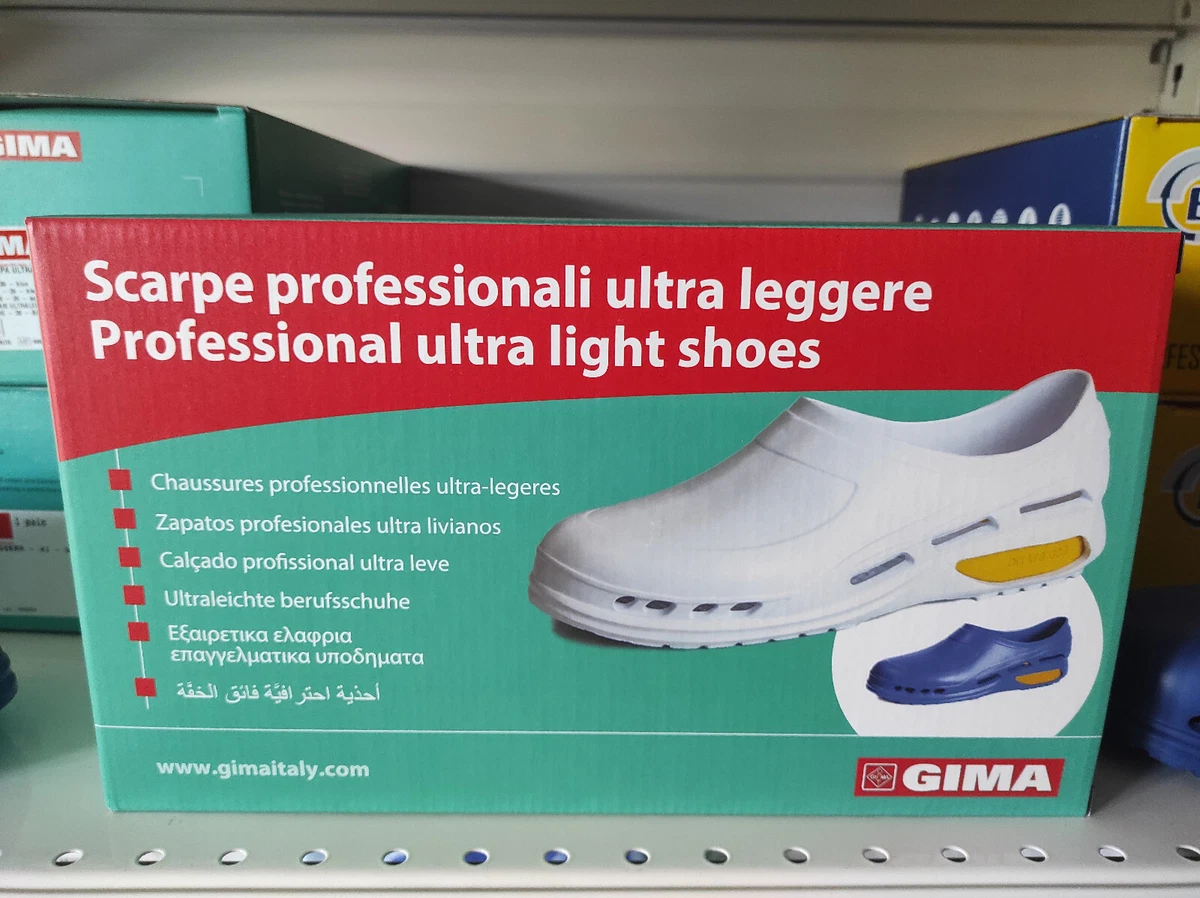 GIMA
Scarpe professionali ultra leggere
Professional ultra light shoes
Chaussures professionnelles ultra-legeres
Zapatos profesionales ultra livianos
Calçado profissional ultra leve
Ultraleichte berufsschuhe
Εξαιρετικα ελαφρια
επαγγελματικα υποδηματα
أحذية احترافيَّة فائق الخفَّة
www.gimaitaly.com
GIMA